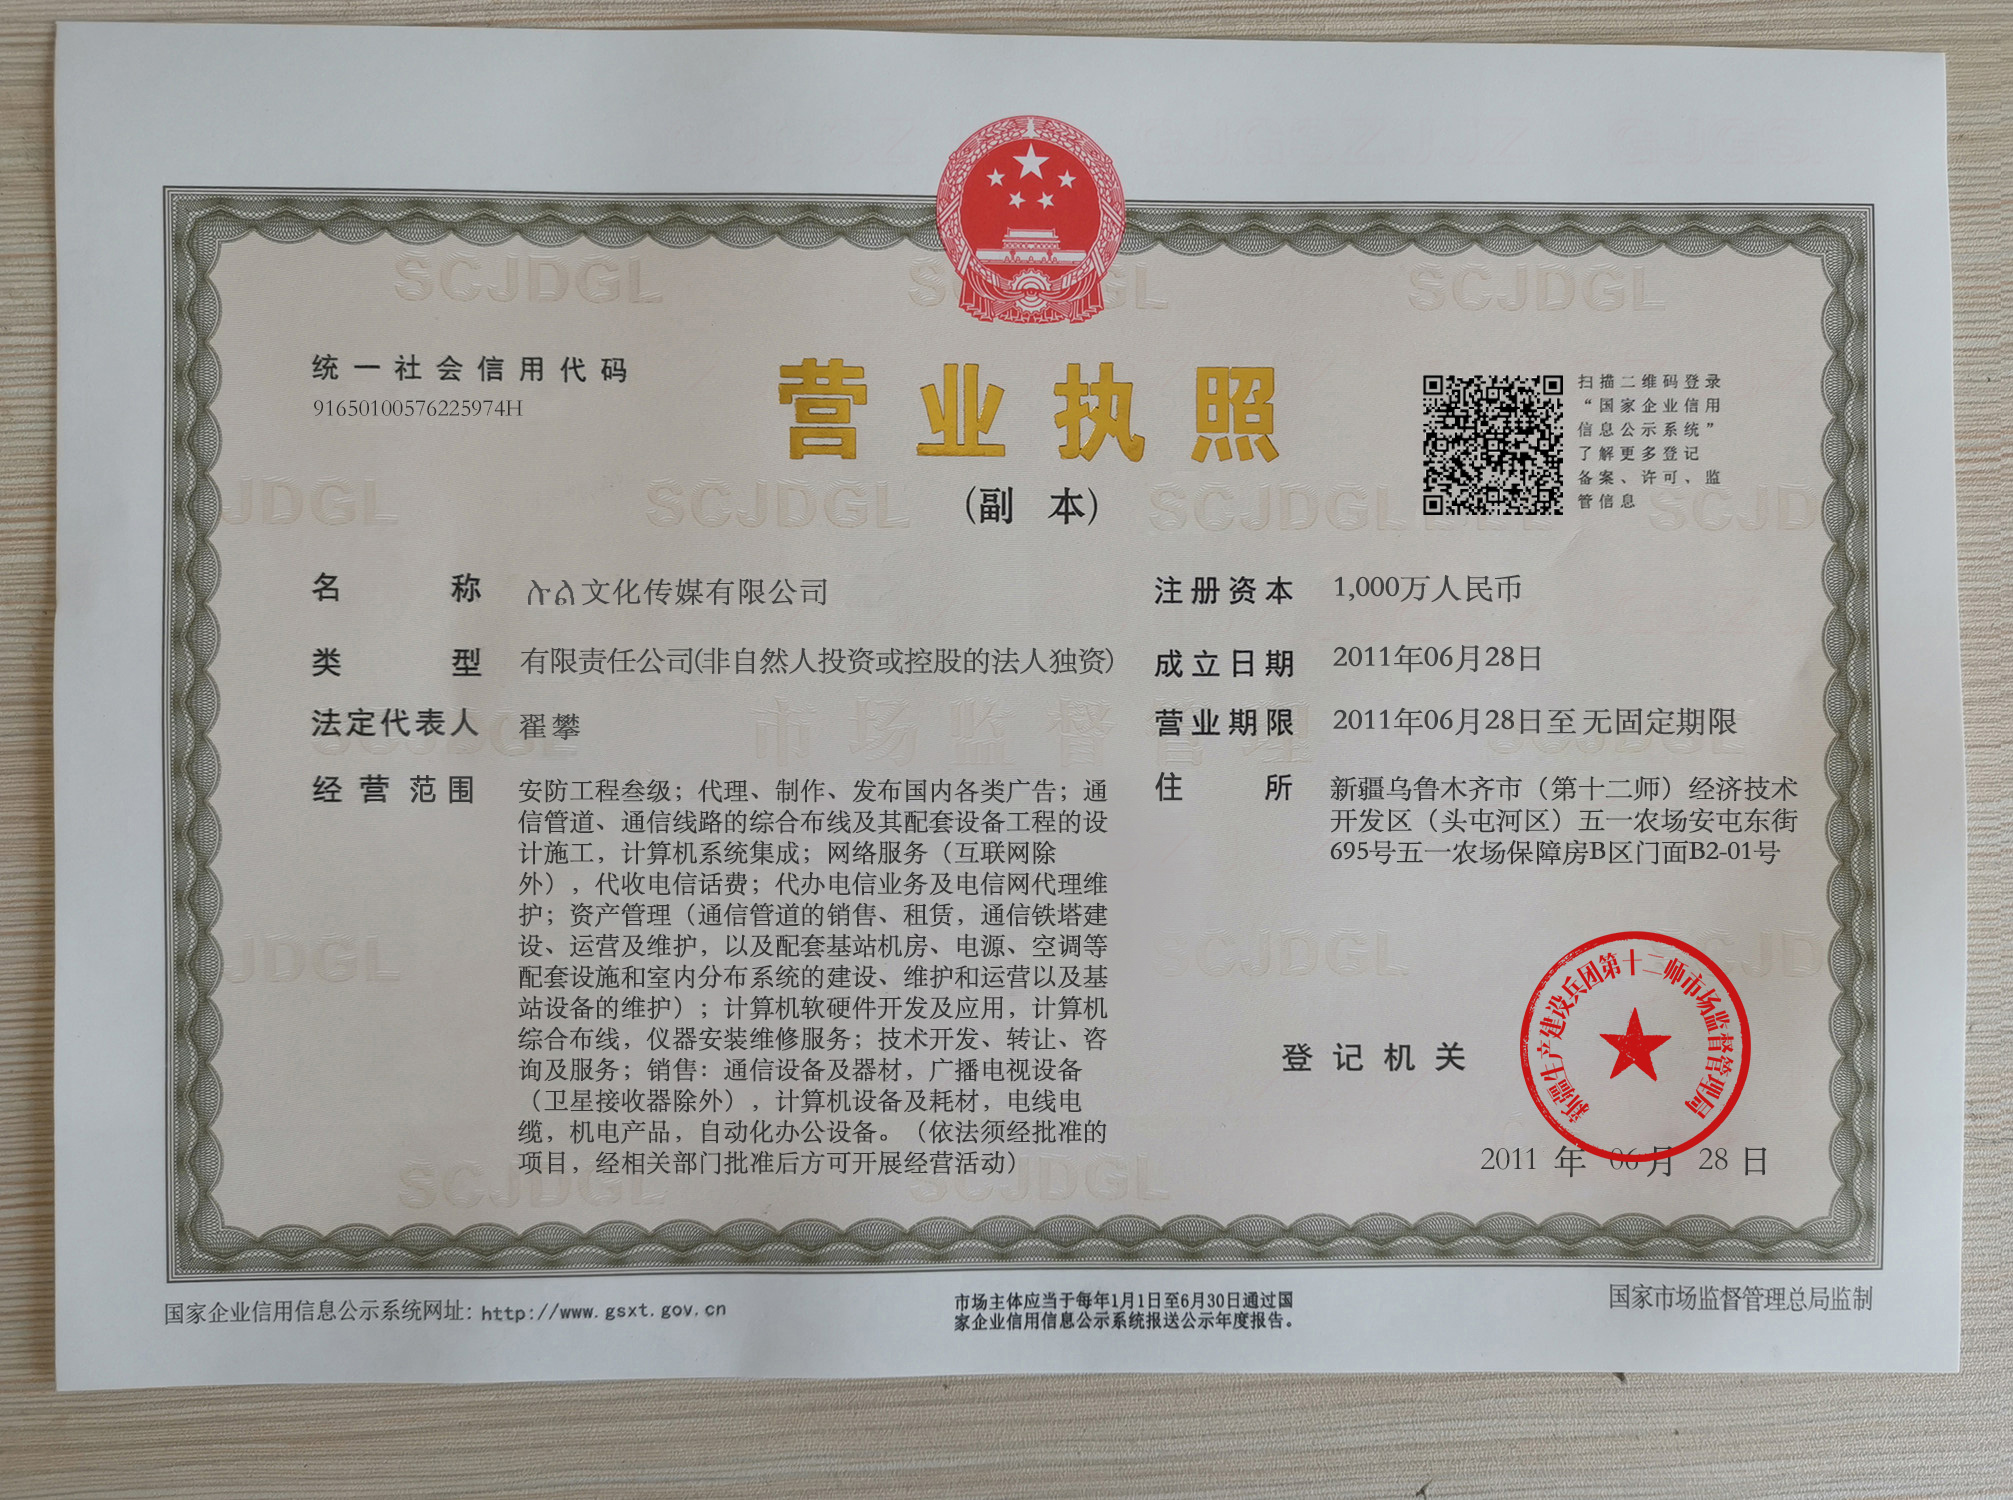 统一社会信用代码
91650100576225974H
营业执照
(副 本)
扫描二维码登录
“国家企业信用
信息公示系统”
了解更多登记
备案、许可、监
管信息
名 称 ሁል文化传媒有限公司
类 型 有限责任公司(非自然人投资或控股的法人独资)
法定代表人 翟攀
经营范围 安防工程叁级；代理、制作、发布国内各类广告；通
信管道、通信线路的综合布线及其配套设备工程的设
计施工，计算机系统集成；网络服务（互联网除
外），代收电信话费；代办电信业务及电信网代理维
护；资产管理（通信管道的销售、租赁，通信铁塔建
设、运营及维护，以及配套基站机房、电源、空调等
配套设施和室内分布系统的建设、维护和运营以及基
站设备的维护）；计算机软硬件开发及应用，计算机
综合布线，仪器安装维修服务；技术开发、转让、咨
询及服务；销售：通信设备及器材，广播电视设备
（卫星接收器除外），计算机设备及耗材，电线电
缆，机电产品，自动化办公设备。（依法须经批准的
项目，经相关部门批准后方可开展经营活动）
注册资本 1,000万人民币
成立日期 2011年06月28日
营业期限 2011年06月28日至无固定期限
住 所 新疆乌鲁木齐市（第十二师）经济技术
开发区（头屯河区）五一农场安屯东街
695号五一农场保障房B区门面B2-01号
登记机关
新疆生产建设兵团第十二师市场监督管理局
2011 年 06月 28 日
国家企业信用信息公示系统网址：http://www.gsxt.gov.cn
市场主体应当于每年1月1日至6月30日通过国
家企业信用信息公示系统报送公示年度报告。
国家市场监督管理总局监制